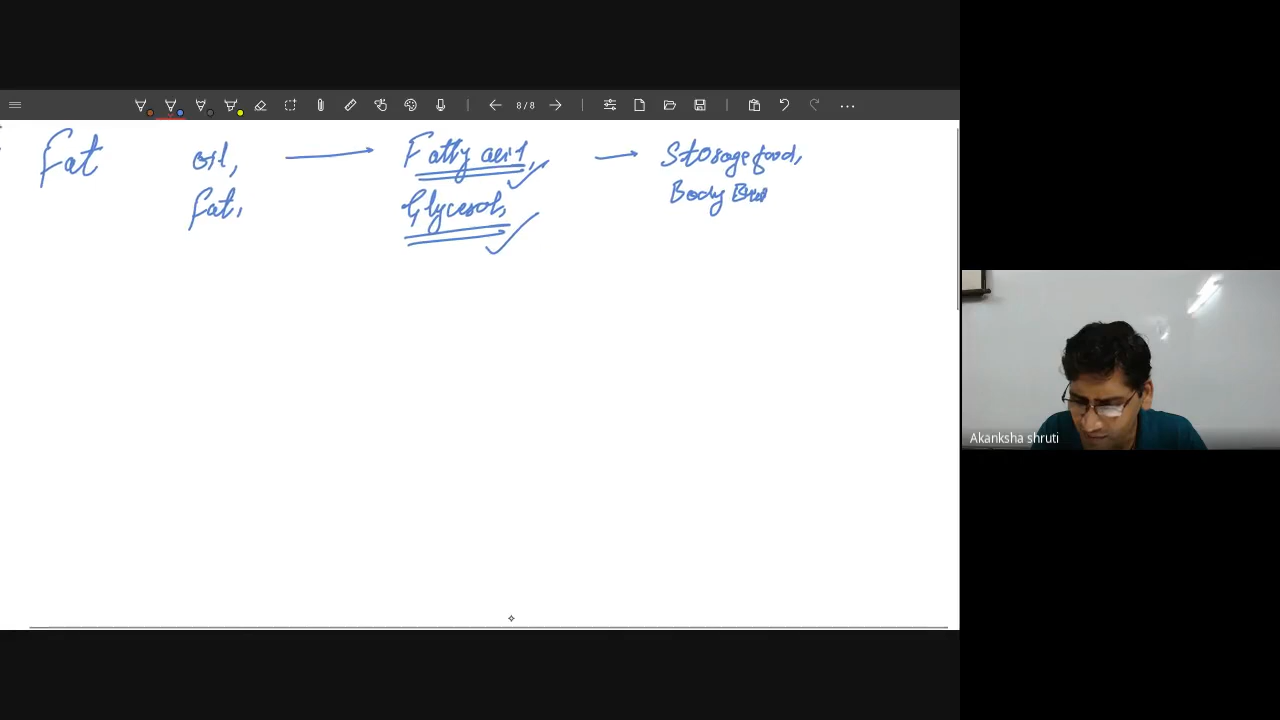 8/8
Fat oil, → Fatty acid, → Storage food,
fat, Glycerol, Body
Akanksha shruti